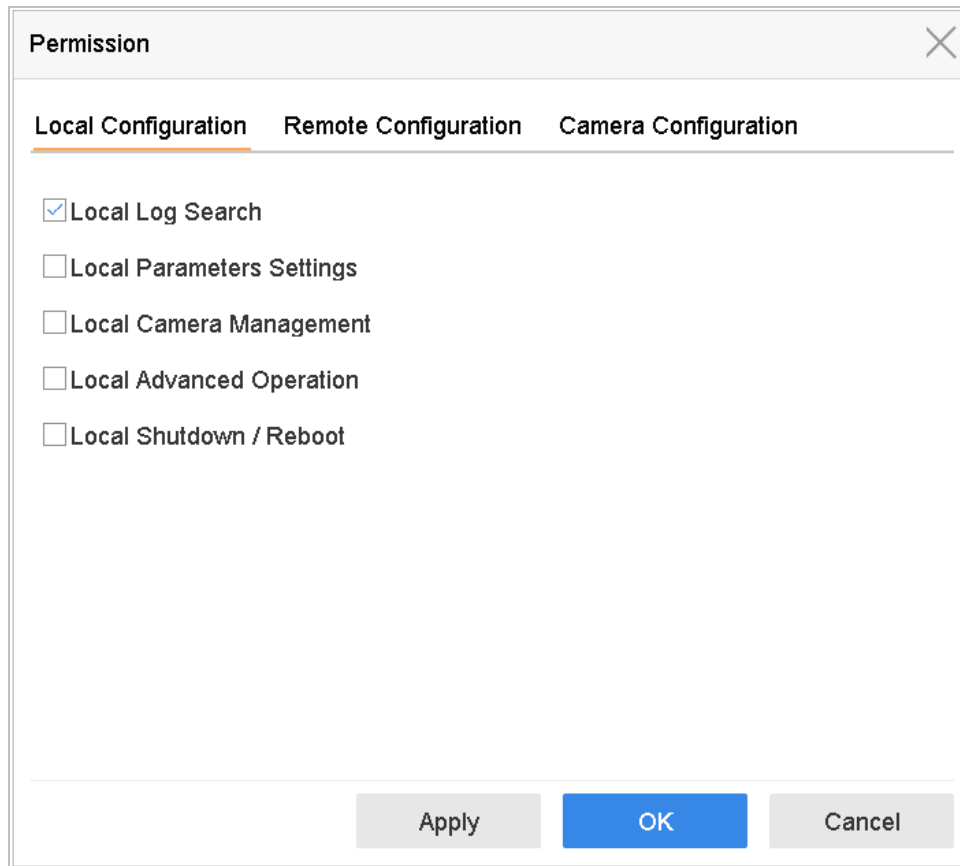 Permission
Local Configuration Remote Configuration Camera Configuration
Local Log Search
Local Parameters Settings
Local Camera Management
Local Advanced Operation
Local Shutdown / Reboot
Apply OK Cancel